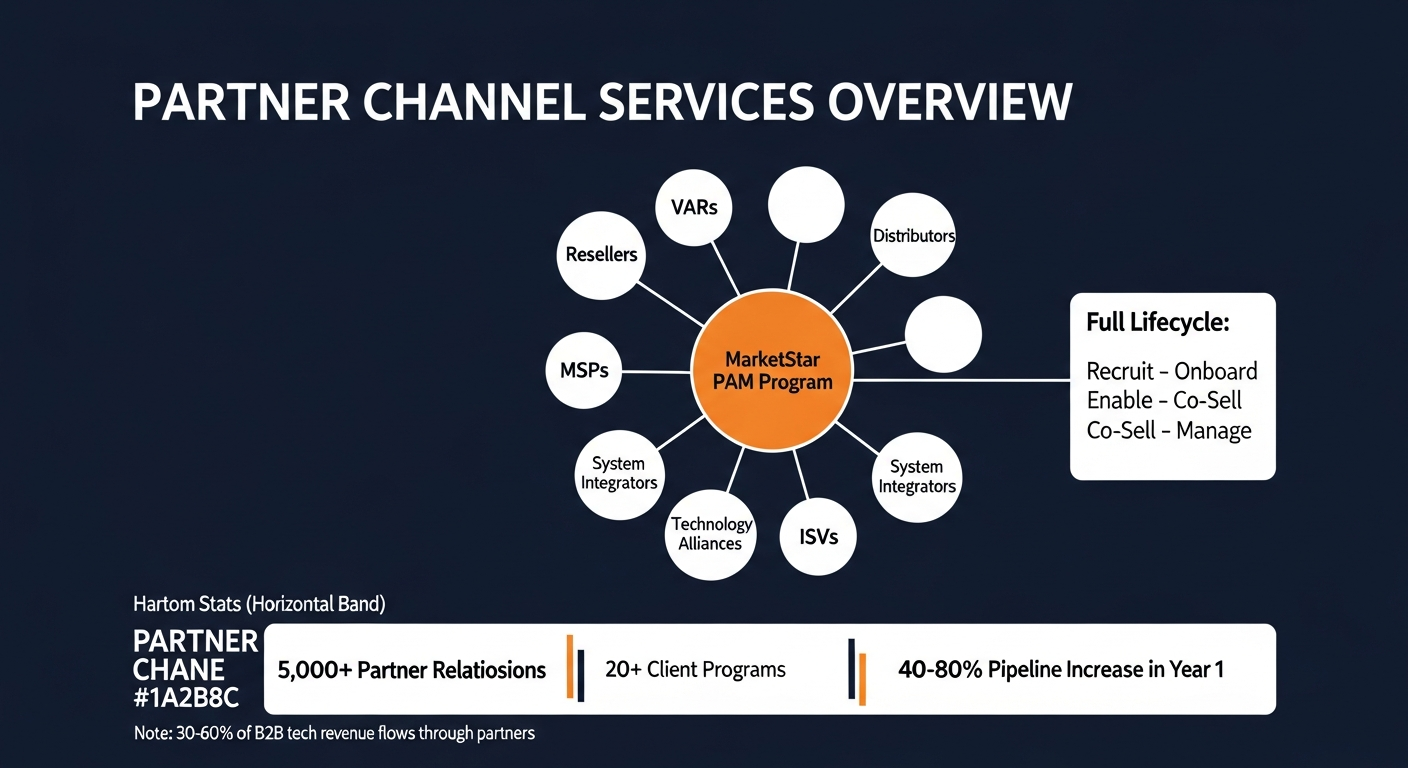 PARTNER CHANNEL SERVICES OVERVIEW
VARs
Distributors
Resellers
MSPs
MarketStar
PAM Program
System
Integrators
Technology
Alliances
ISVs
System
Integrators
Full Lifecycle:
Recruit – Onboard
Enable – Co-Sell
Co-Sell – Manage
Hartom Stats (Horizontal Band)
PARTNER
CHANE
#1A2B8C
5,000+ Partner Relatiosions
20+ Client Programs
40-80% Pipeline Increase in Year 1
Note: 30-60% of B2B tech revenue flows through partners